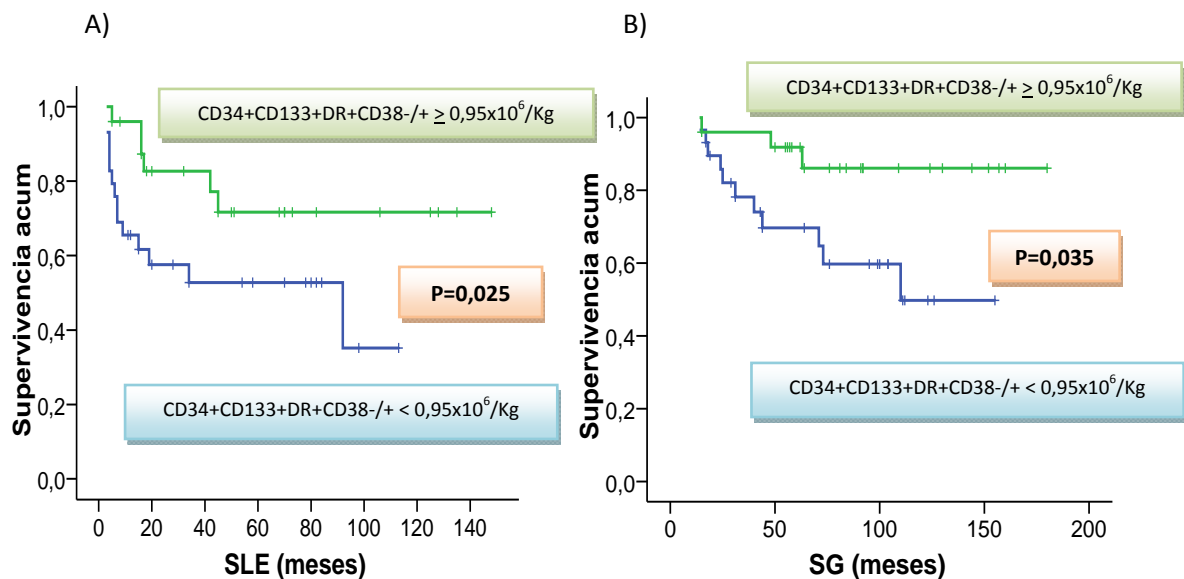 A)
CD34+CD133+DR+CD38-/+ ≥ 0,95x10⁶/Kg
1,0
0,8
0,6
0,4
0,2
0,0
Supervivencia acum
P=0,025
CD34+CD133+DR+CD38-/+ < 0,95x10⁶/Kg
0 20 40 60 80 100 120 140
SLE (meses)
B)
CD34+CD133+DR+CD38-/+ ≥ 0,95x10⁶/Kg
1,0
0,8
0,6
0,4
0,2
0,0
Supervivencia acum
P=0,035
CD34+CD133+DR+CD38-/+ < 0,95x10⁶/Kg
0 50 100 150 200
SG (meses)